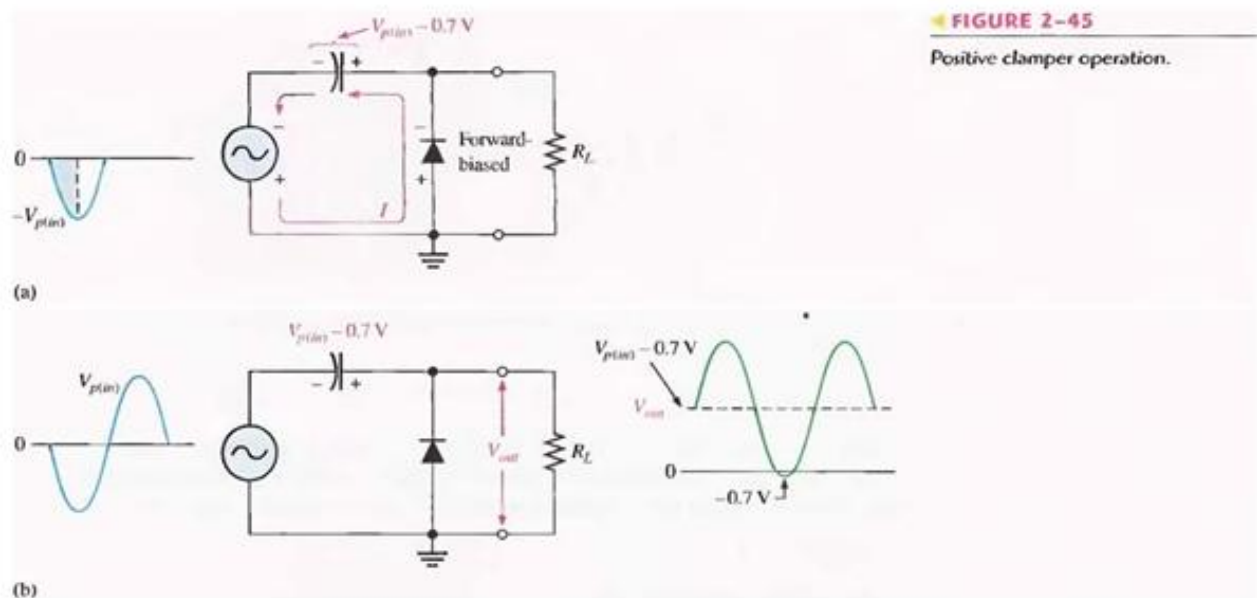 FIGURE 2-45
Positive clamper operation.
V_p(in) – 0.7 V
– +
–
–
0
Forward-
biased
R_L
+
+
–V_p(in)
I
(a)
V_p(in) – 0.7 V
– +
V_p(in)
0
V_out
R_L
V_p(in) – 0.7 V
V_out
0
–0.7 V
(b)